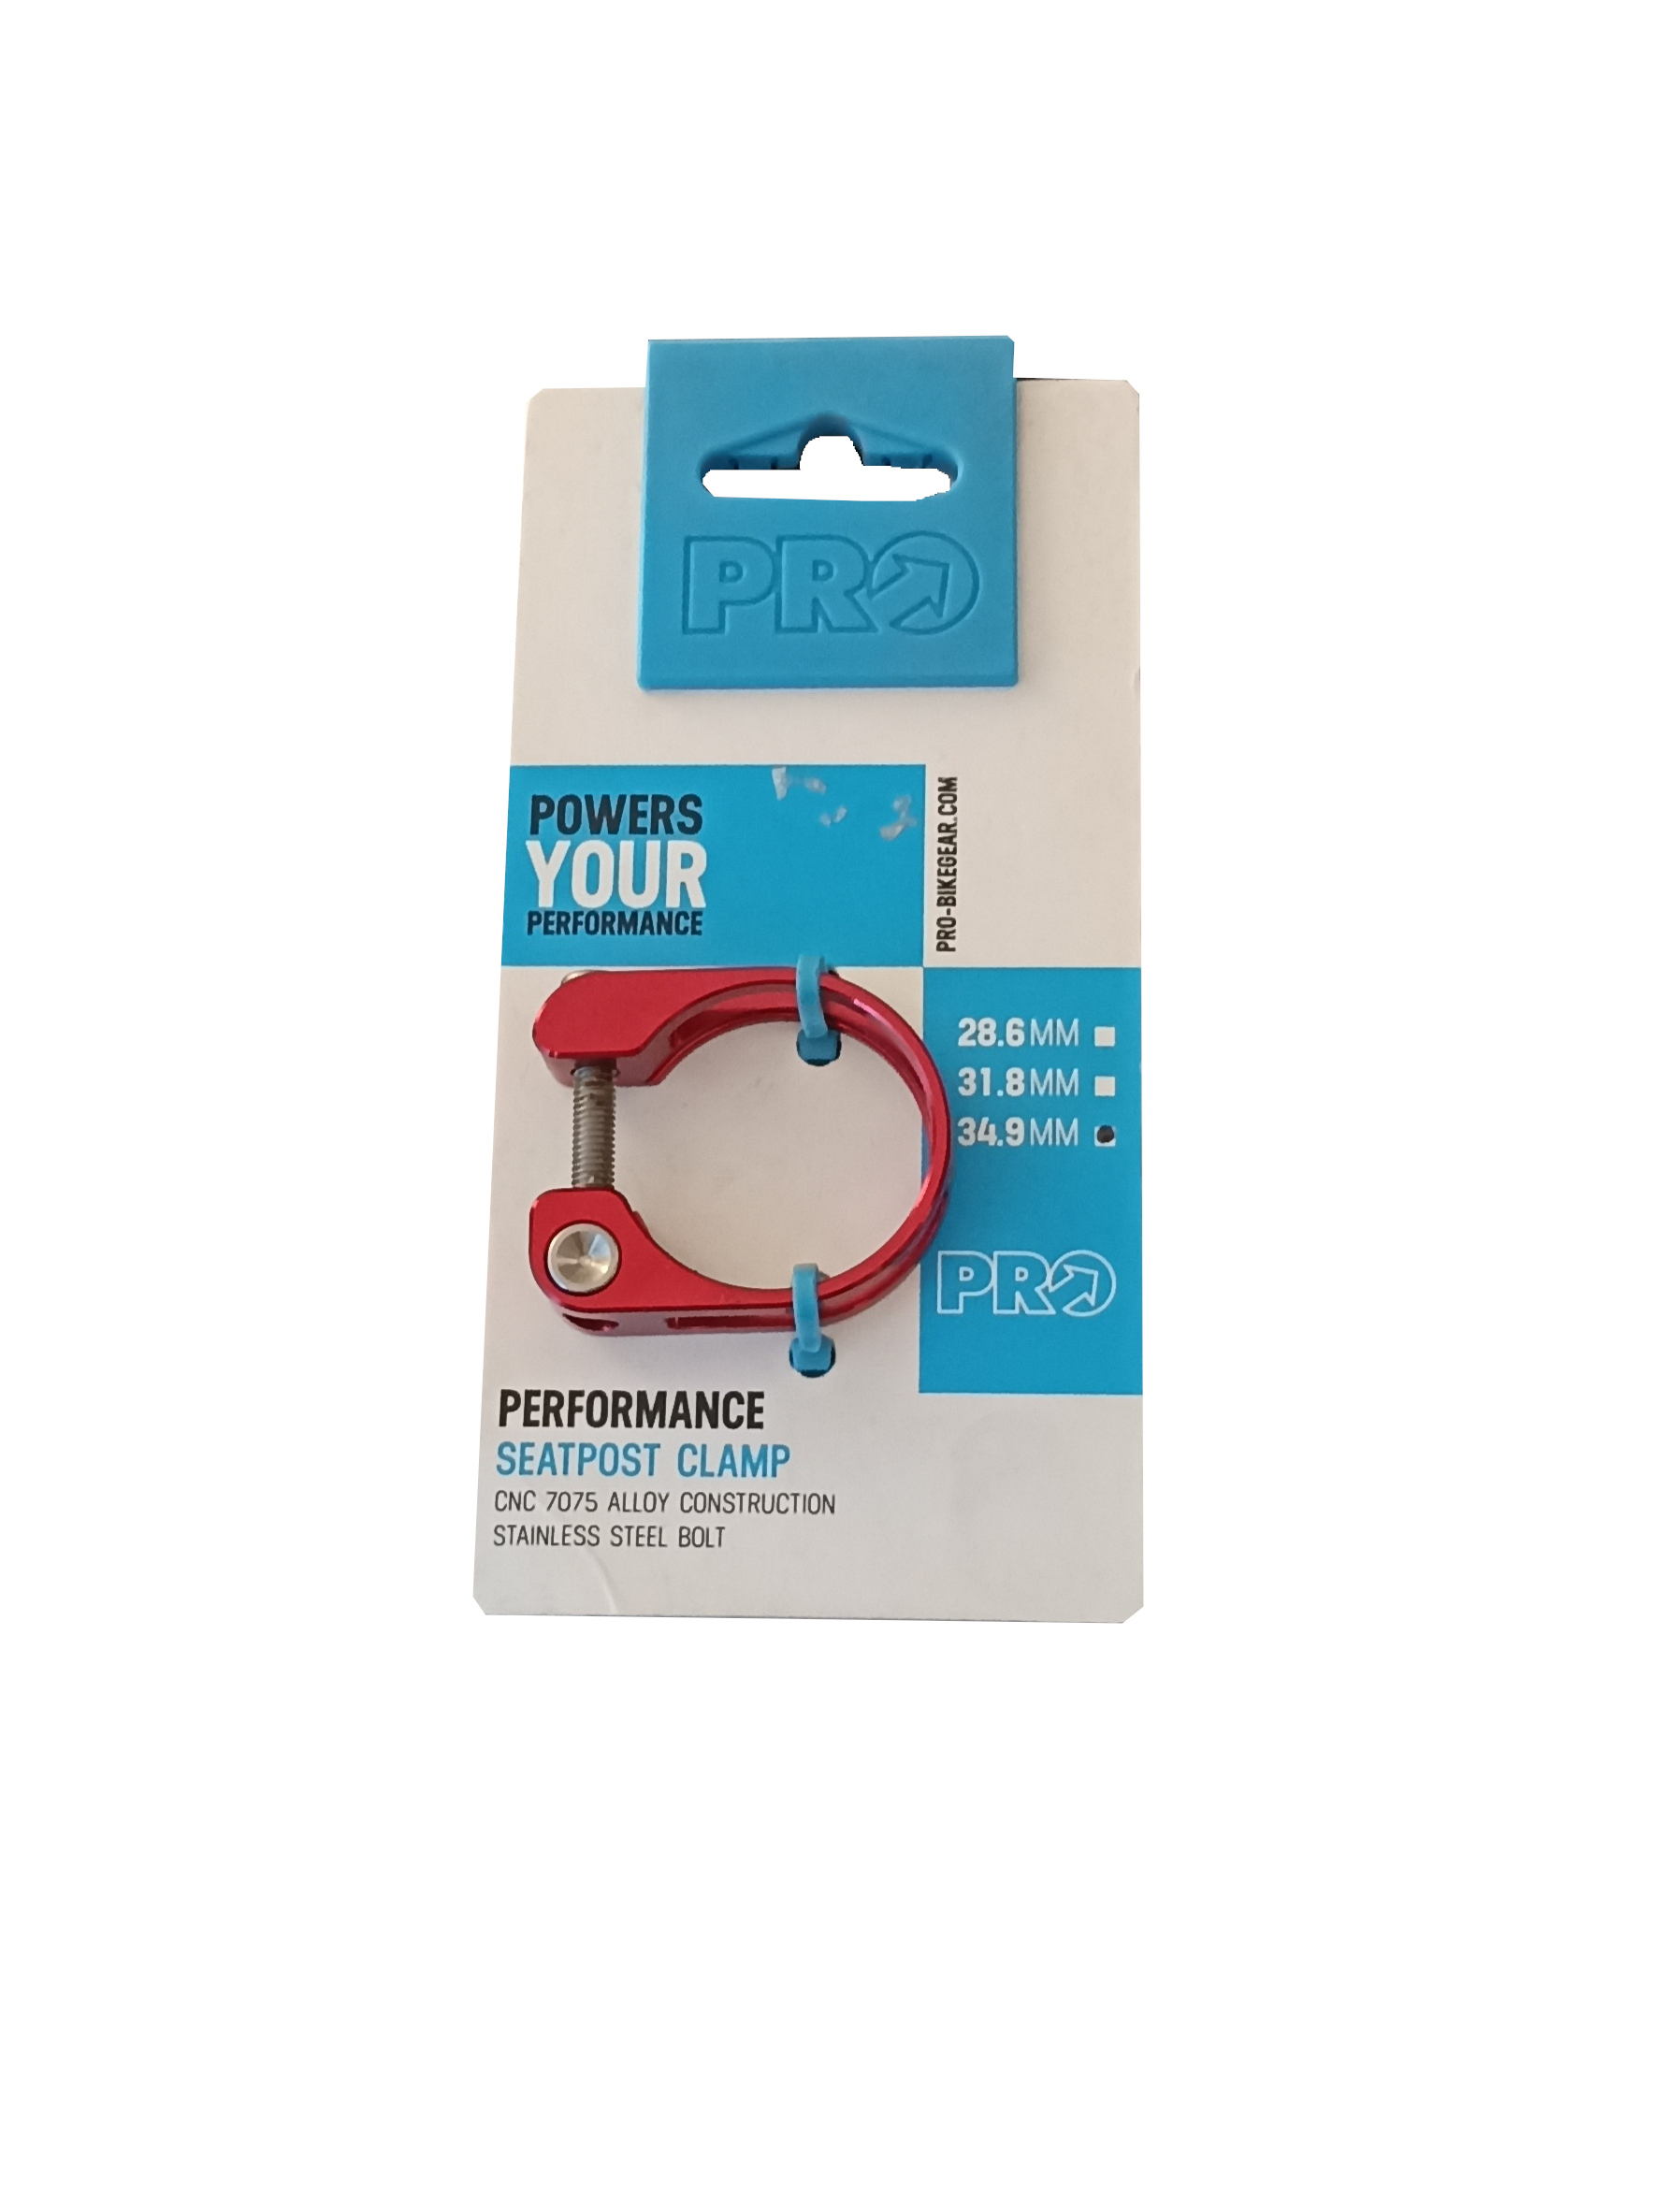 PRO
POWERS
YOUR
PERFORMANCE
PRO-BIKEGEAR.COM
28.6MM
31.8MM
34.9MM
PRO
PERFORMANCE
SEATPOST CLAMP
CNC 7075 ALLOY CONSTRUCTION
STAINLESS STEEL BOLT